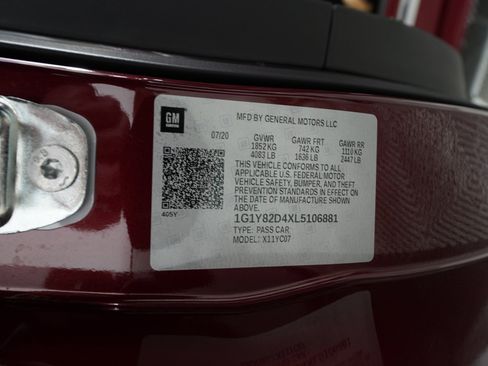 GM
MFD BY GENERAL MOTORS LLC
07/20 GVWR GAWR FRT GAWR RR
1852 KG 742 KG 1110 KG
4083 LB 1636 LB 2447 LB
THIS VEHICLE CONFORMS TO ALL
APPLICABLE U.S. FEDERAL MOTOR
VEHICLE SAFETY, BUMPER, AND THEFT
PREVENTION STANDARDS IN EFFECT ON
THE DATE OF MANUFACTURE SHOWN
ABOVE.
405Y
1G1Y82D4XL5106881
TYPE: PASS CAR
MODEL: X11YC07